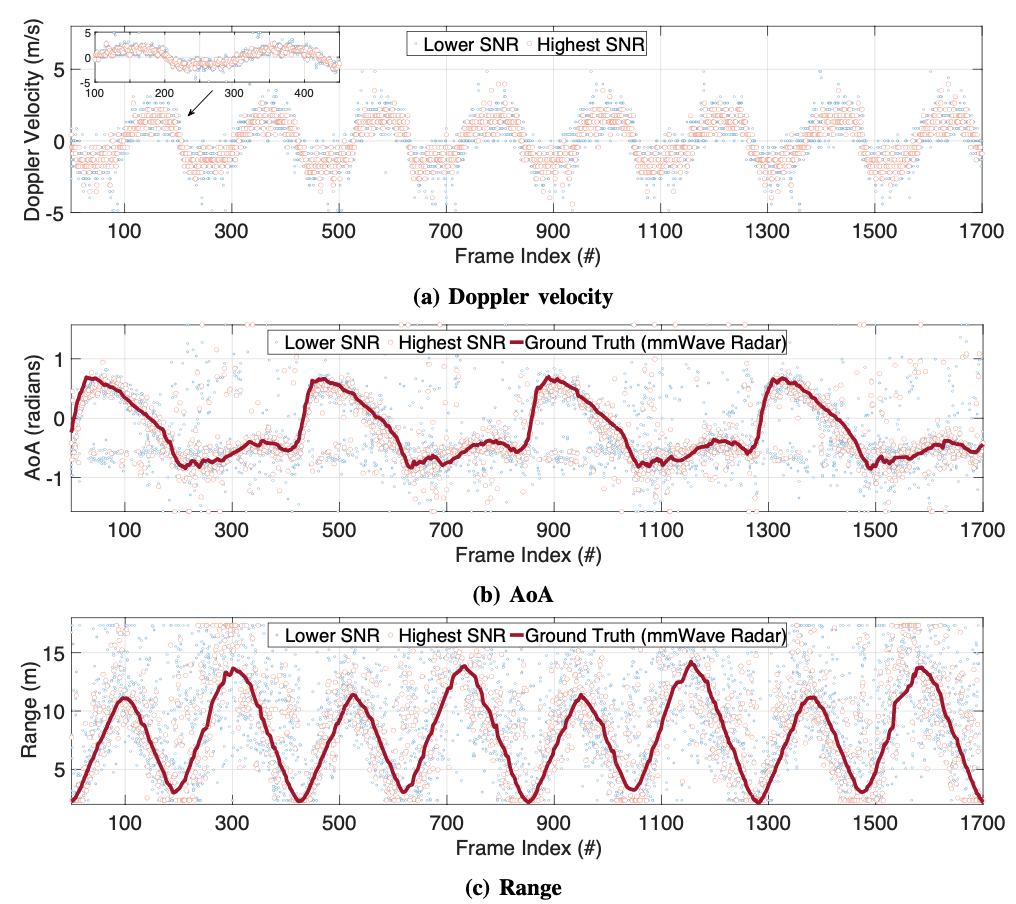 5
0
-5
100 200 300 400
Lower SNR Highest SNR
Doppler Velocity (m/s)
5
0
-5
100 300 500 700 900 1100 1300 1500 1700
Frame Index (#)
(a) Doppler velocity
Lower SNR Highest SNR Ground Truth (mmWave Radar)
AoA (radians)
1
0
-1
100 300 500 700 900 1100 1300 1500 1700
Frame Index (#)
(b) AoA
Lower SNR Highest SNR Ground Truth (mmWave Radar)
Range (m)
15
10
5
100 300 500 700 900 1100 1300 1500 1700
Frame Index (#)
(c) Range